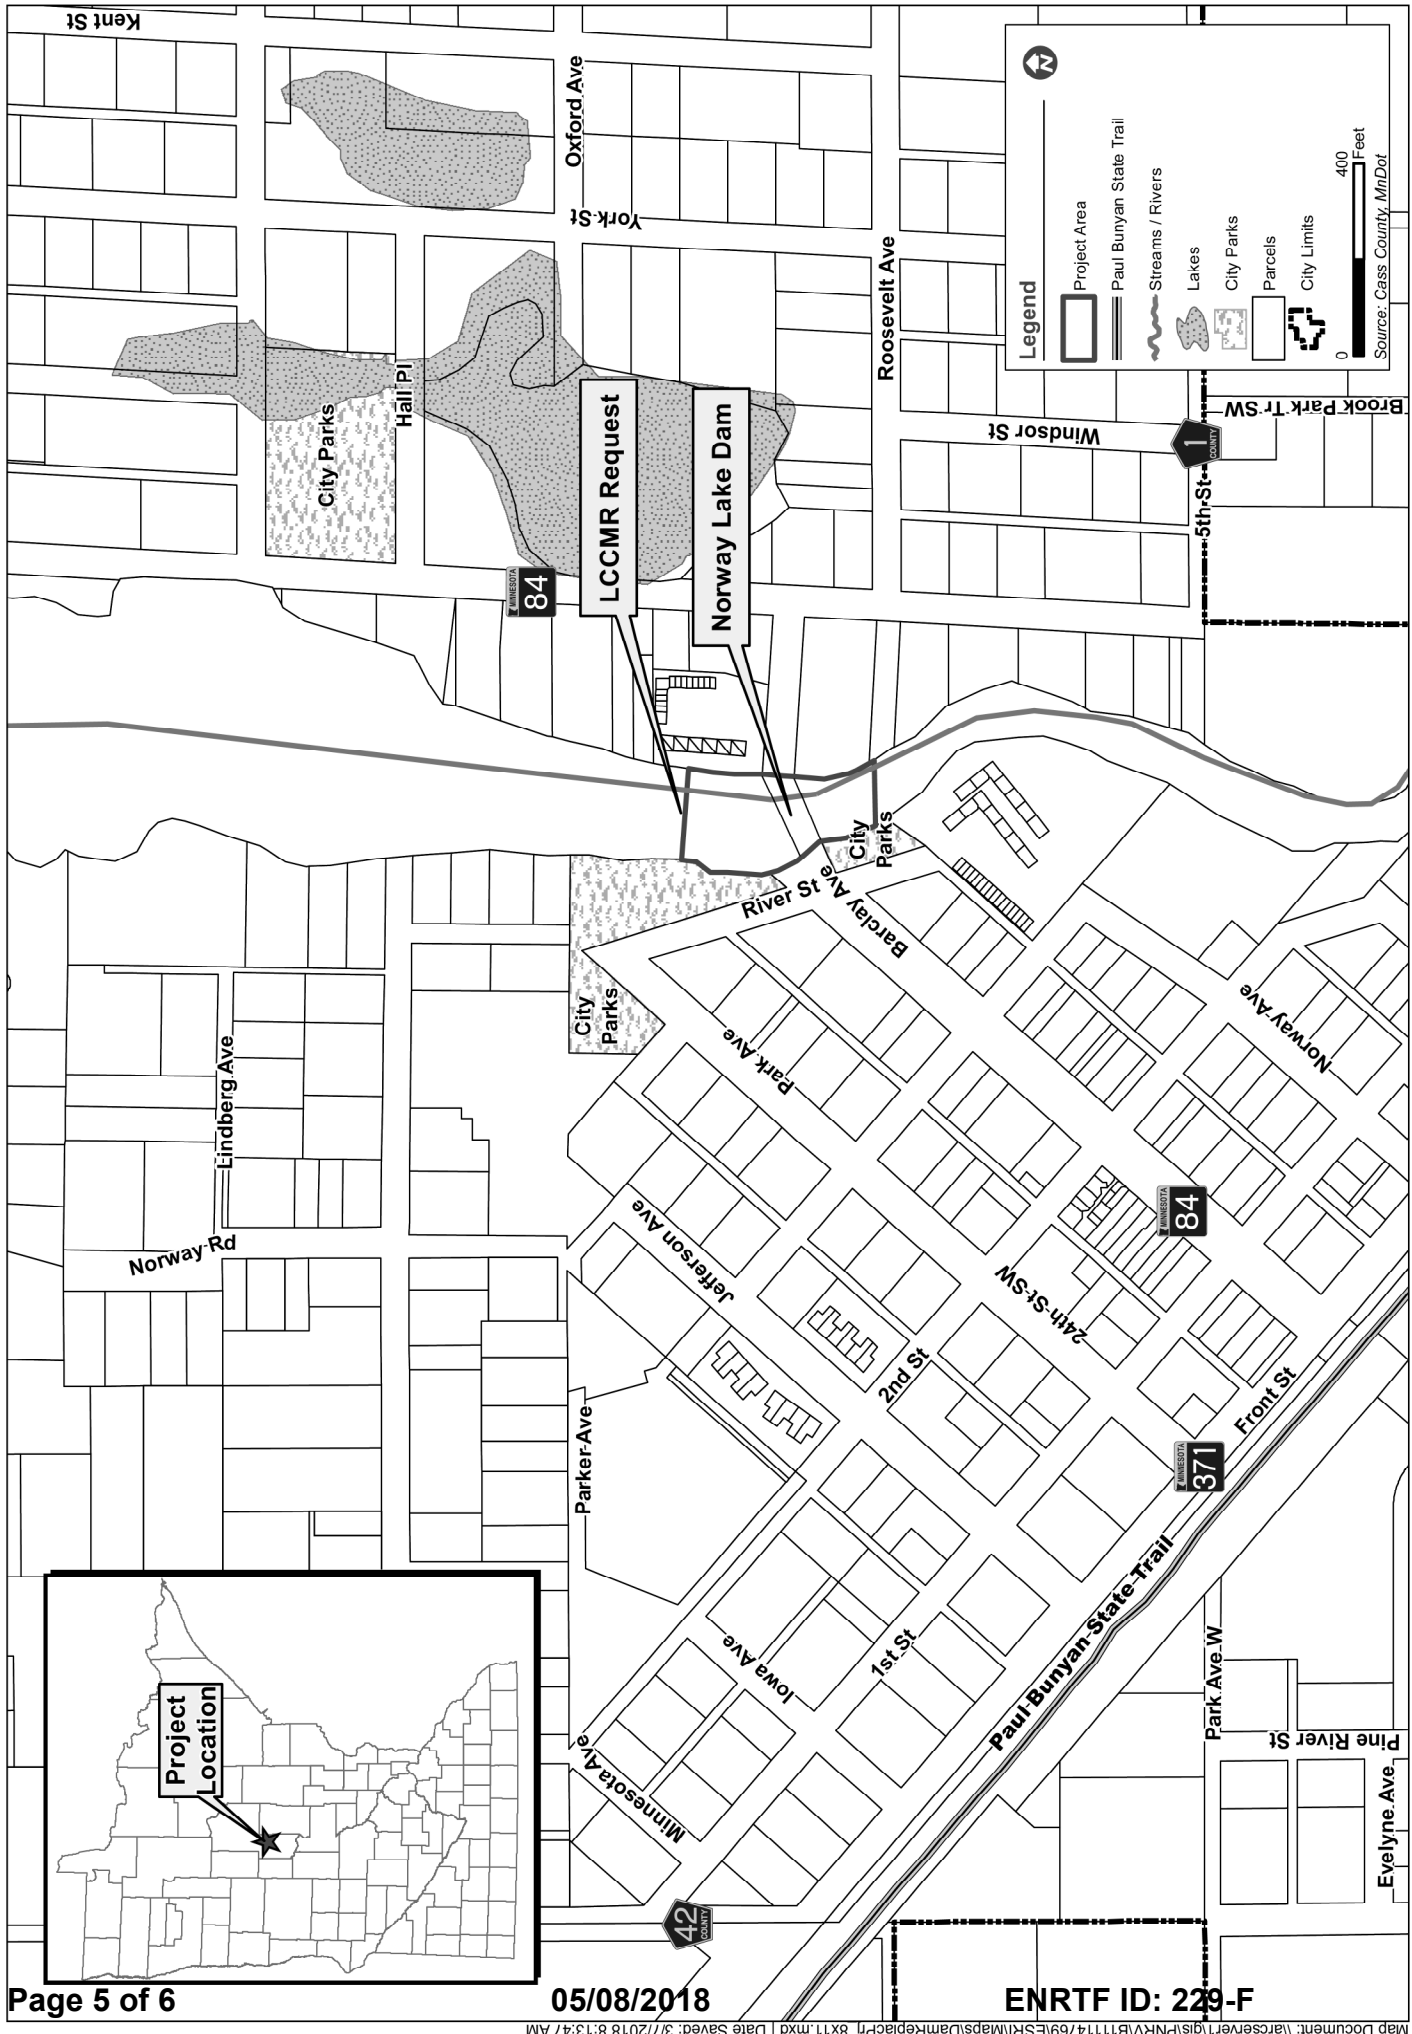 Kent St
Oxford Ave
York St
Roosevelt Ave
Hall Pl
City Parks
Windsor St
Brook Park Tr SW
5th St
1
COUNTY
MINNESOTA
84
LCCMR Request
Norway Lake Dam
Legend
N
Project Area
Paul Bunyan State Trail
Streams / Rivers
Lakes
City Parks
Parcels
City Limits
0
400
Feet
Source: Cass County, MnDot
City
Parks
River St
Barclay Ave
City
Parks
Park Ave
Norway Ave
Lindberg Ave
Norway Rd
Jefferson Ave
24th St SW
MINNESOTA
84
2nd St
Front St
MINNESOTA
371
Parker Ave
Paul Bunyan State Trail
Iowa Ave
1st St
Minnesota Ave
Park Ave W
Pine River St
Evelyne Ave
42
COUNTY
Project
Location
Page 5 of 6
05/08/2018
ENRTF ID: 229-F